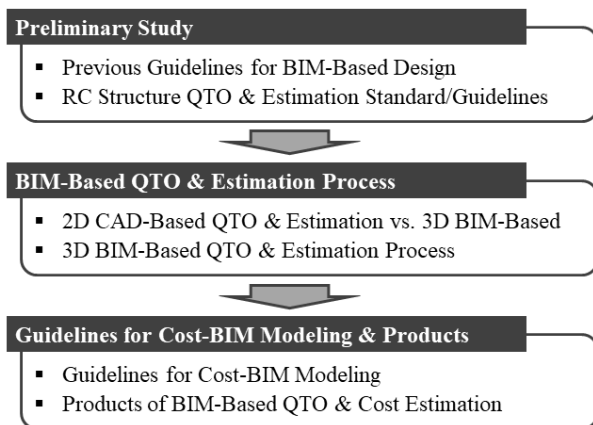 Preliminary Study
▪ Previous Guidelines for BIM-Based Design
▪ RC Structure QTO & Estimation Standard/Guidelines
BIM-Based QTO & Estimation Process
▪ 2D CAD-Based QTO & Estimation vs. 3D BIM-Based
▪ 3D BIM-Based QTO & Estimation Process
Guidelines for Cost-BIM Modeling & Products
▪ Guidelines for Cost-BIM Modeling
▪ Products of BIM-Based QTO & Cost Estimation